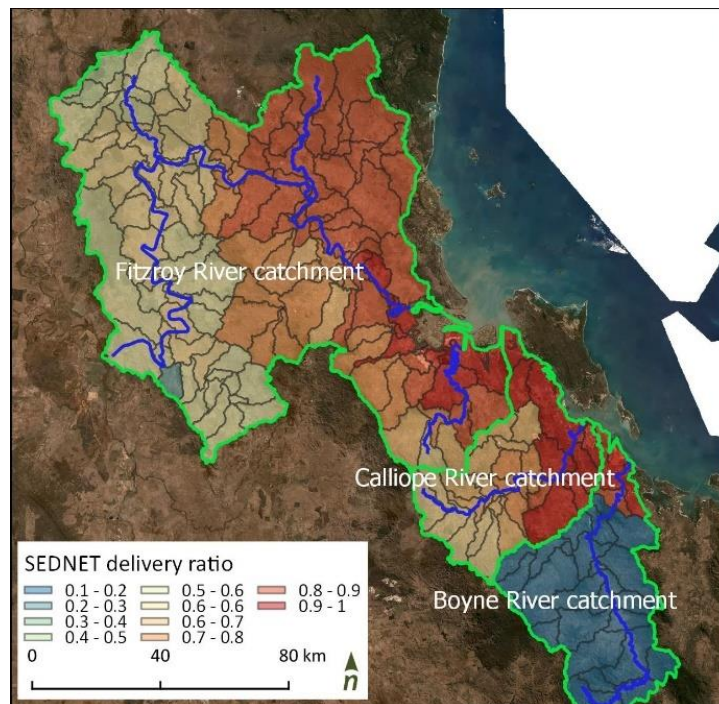 Fitzroy River catchment
Calliope River catchment
Boyne River catchment
SEDNET delivery ratio
0.1 - 0.2 0.5 - 0.6 0.8 - 0.9
0.2 - 0.3 0.6 - 0.6 0.9 - 1
0.3 - 0.4 0.6 - 0.7
0.4 - 0.5 0.7 - 0.8
0 40 80 km
n